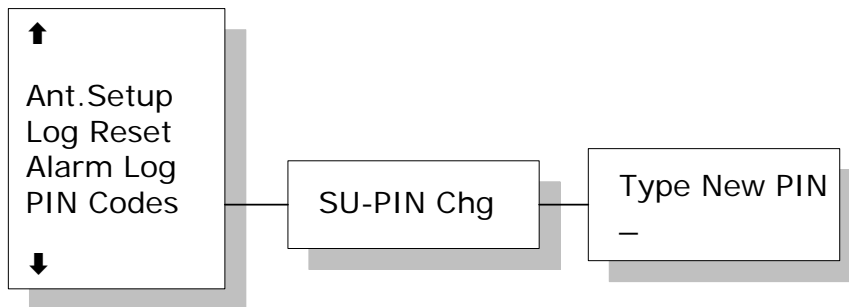 ⬆
Ant.Setup
Log Reset
Alarm Log
PIN Codes
⬇
SU-PIN Chg
Type New PIN
_